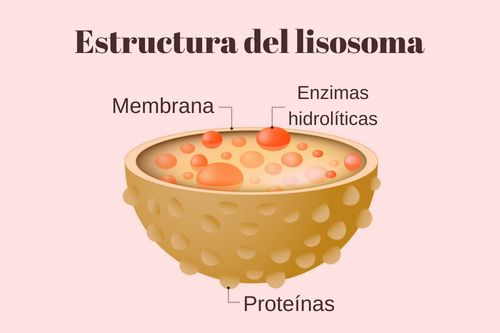 Estructura del lisosoma
Membrana
Enzimas
hidrolíticas
Proteínas